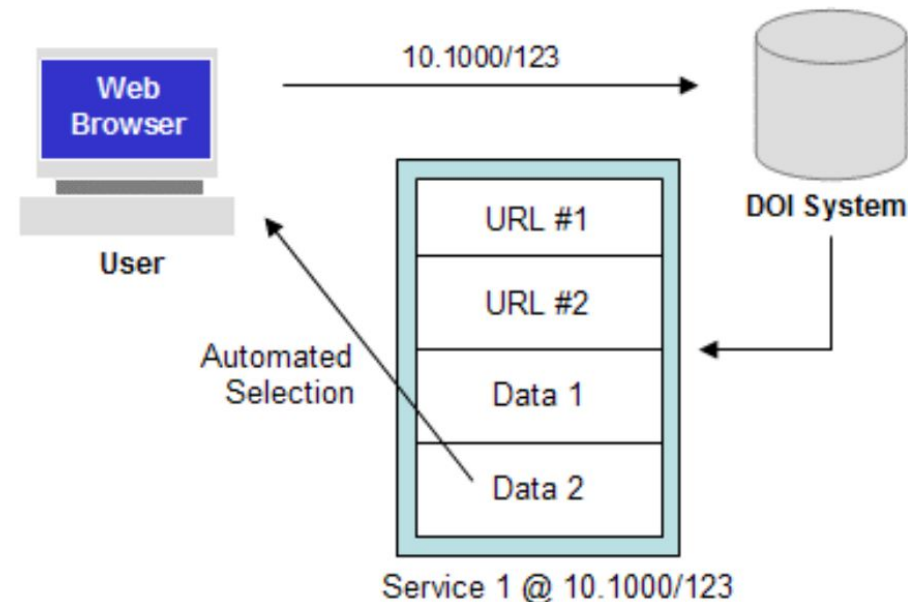 10.1000/123
Web
Browser
User
DOI System
URL #1
URL #2
Data 1
Data 2
Automated
Selection
Service 1 @ 10.1000/123